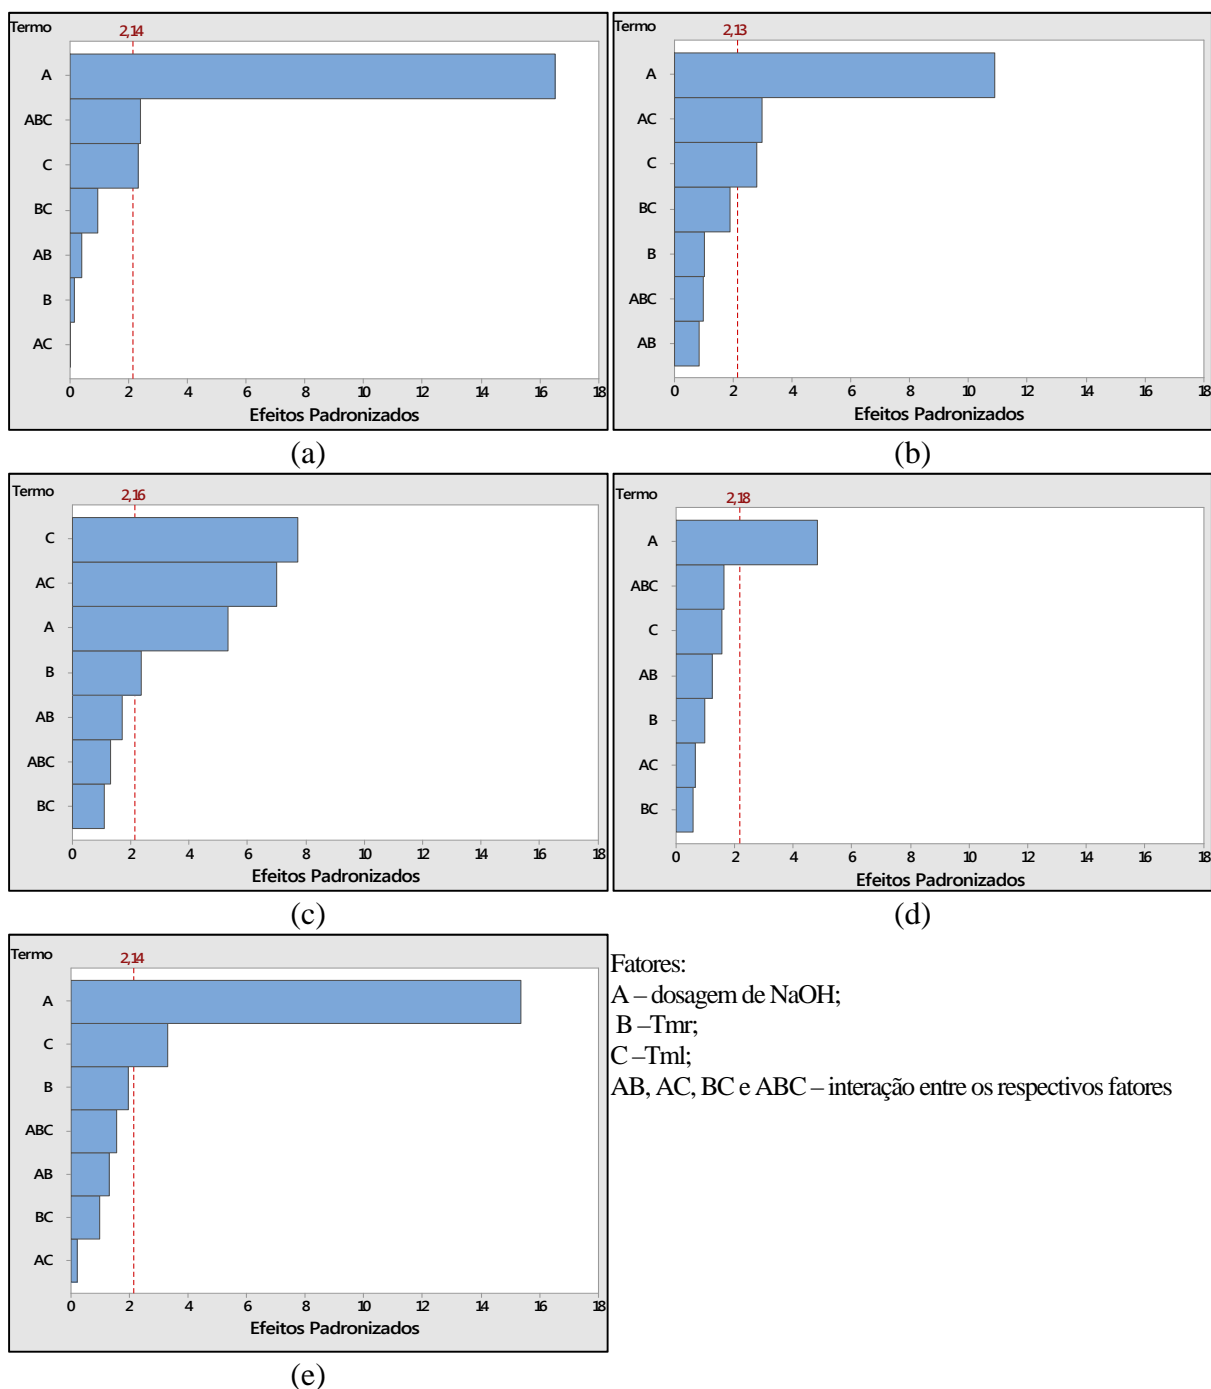 Termo
2,14
A
ABC
C
BC
AB
B
AC
0 2 4 6 8 10 12 14 16 18
Efeitos Padronizados
(a)
Termo
2,13
A
AC
C
BC
B
ABC
AB
0 2 4 6 8 10 12 14 16 18
Efeitos Padronizados
(b)
Termo
2,16
C
AC
A
B
AB
ABC
BC
0 2 4 6 8 10 12 14 16 18
Efeitos Padronizados
(c)
Termo
2,18
A
ABC
C
AB
B
AC
BC
0 2 4 6 8 10 12 14 16 18
Efeitos Padronizados
(d)
Termo
2,14
A
C
B
ABC
AB
BC
AC
0 2 4 6 8 10 12 14 16 18
Efeitos Padronizados
(e)
Fatores:
A – dosagem de NaOH;
B –Tmr;
C –Tml;
AB, AC, BC e ABC – interação entre os respectivos fatores